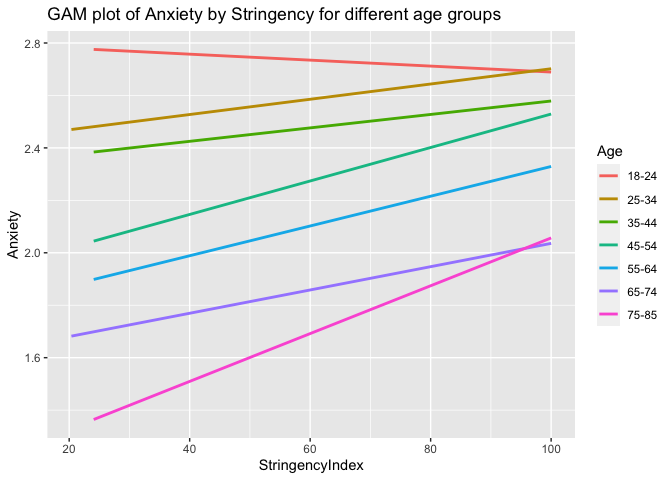 GAM plot of Anxiety by Stringency for different age groups
2.8
2.4
2.0
1.6
Anxiety
20 40 60 80 100
StringencyIndex
Age
18-24
25-34
35-44
45-54
55-64
65-74
75-85